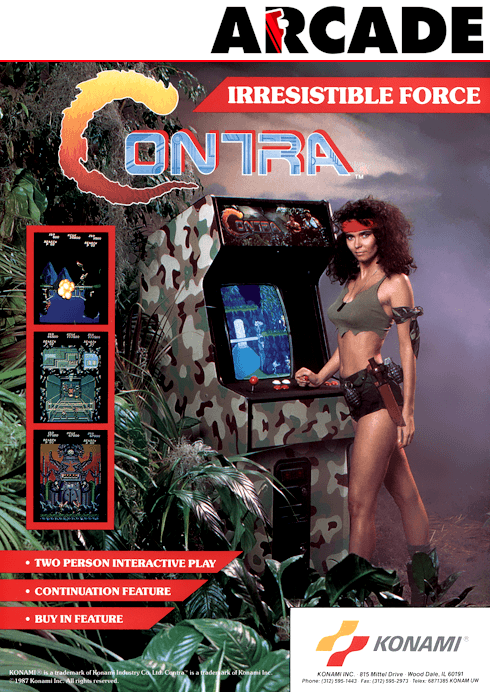 ARCADE
IRRESISTIBLE FORCE
CONTRA™
CONTRA
• TWO PERSON INTERACTIVE PLAY
• CONTINUATION FEATURE
• BUY IN FEATURE
KONAMI®
KONAMI INC. · 815 Mittel Drive · Wood Dale, IL 60191
Phone: (312) 595-1443 · Fax: (312) 595-2973 · Telex: 6871385 KONAM UW
KONAMI® is a trademark of Konami Industry Co. Ltd. Contra™ is a trademark of Konami Inc.
©1987 Konami Inc. All rights reserved.